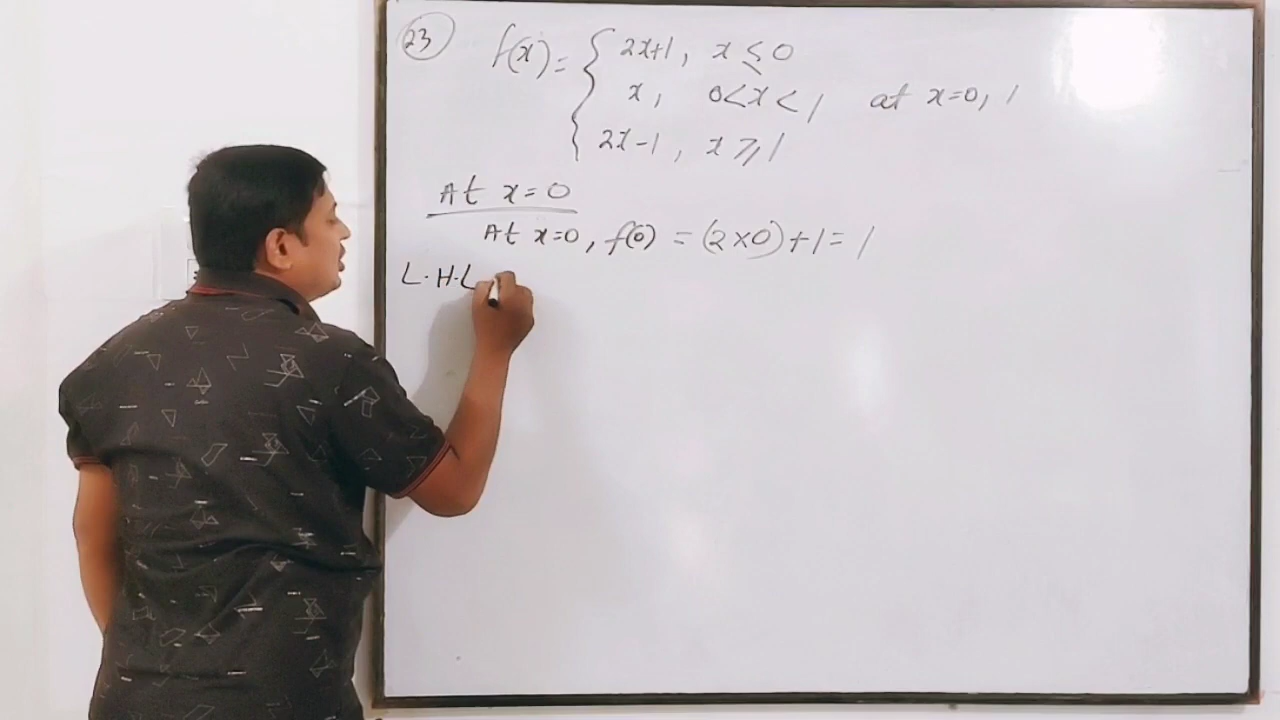 23 f(x) = { 2x+1, x ≤ 0
x, 0<x<1 at x=0, 1
2x-1, x ≥ 1
At x=0
At x=0, f(0) = (2×0)+1 = 1
L.H.L